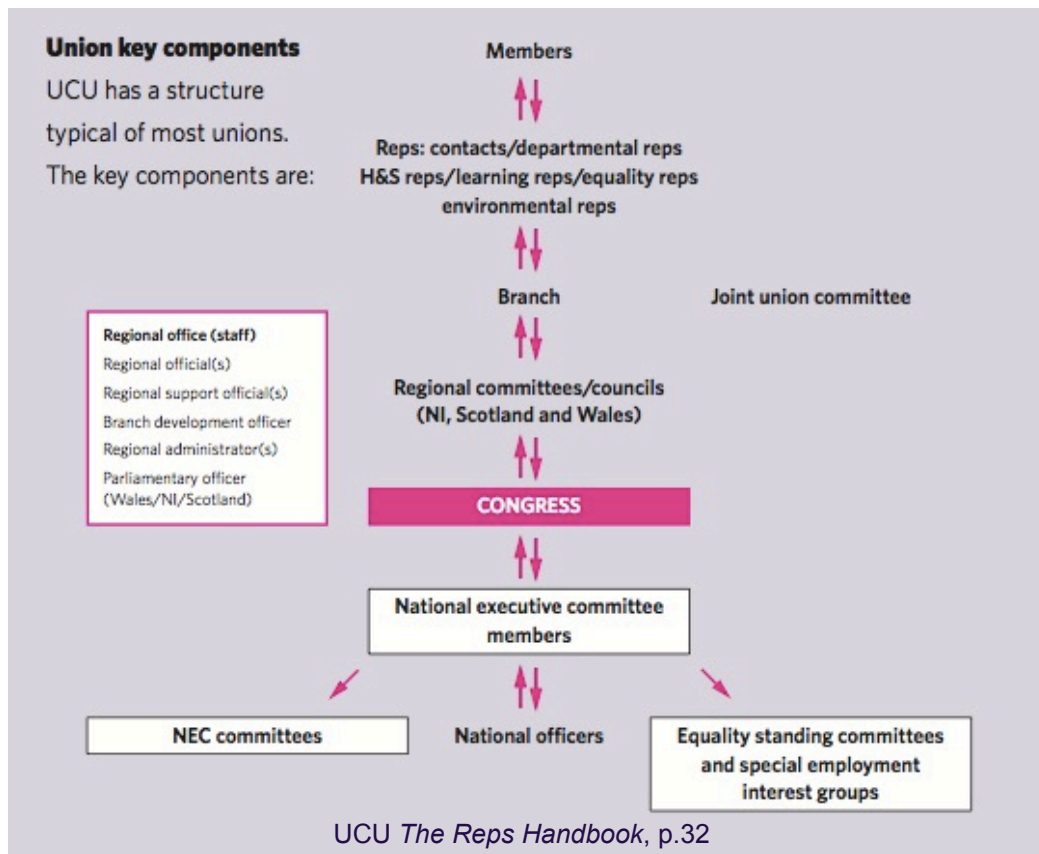 Union key components
UCU has a structure
typical of most unions.
The key components are:
Members
Reps: contacts/departmental reps
H&S reps/learning reps/equality reps
environmental reps
Branch
Joint union committee
Regional office (staff)
Regional official(s)
Regional support official(s)
Branch development officer
Regional administrator(s)
Parliamentary officer
(Wales/NI/Scotland)
Regional committees/councils
(NI, Scotland and Wales)
CONGRESS
National executive committee
members
NEC committees
National officers
Equality standing committees
and special employment
interest groups
UCU The Reps Handbook, p.32